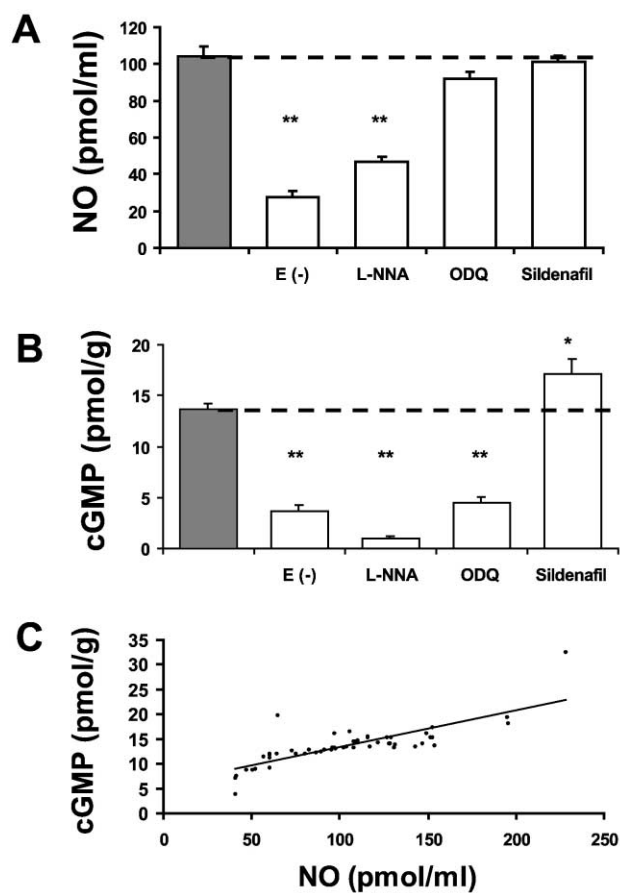 A
NO (pmol/ml)
120
100
80
60
40
20
0
** **
E (-) L-NNA ODQ Sildenafil
B
cGMP (pmol/g)
20
15
10
5
0
*
** ** **
E (-) L-NNA ODQ Sildenafil
C
cGMP (pmol/g)
35
30
25
20
15
10
5
0
0 50 100 150 200 250
NO (pmol/ml)